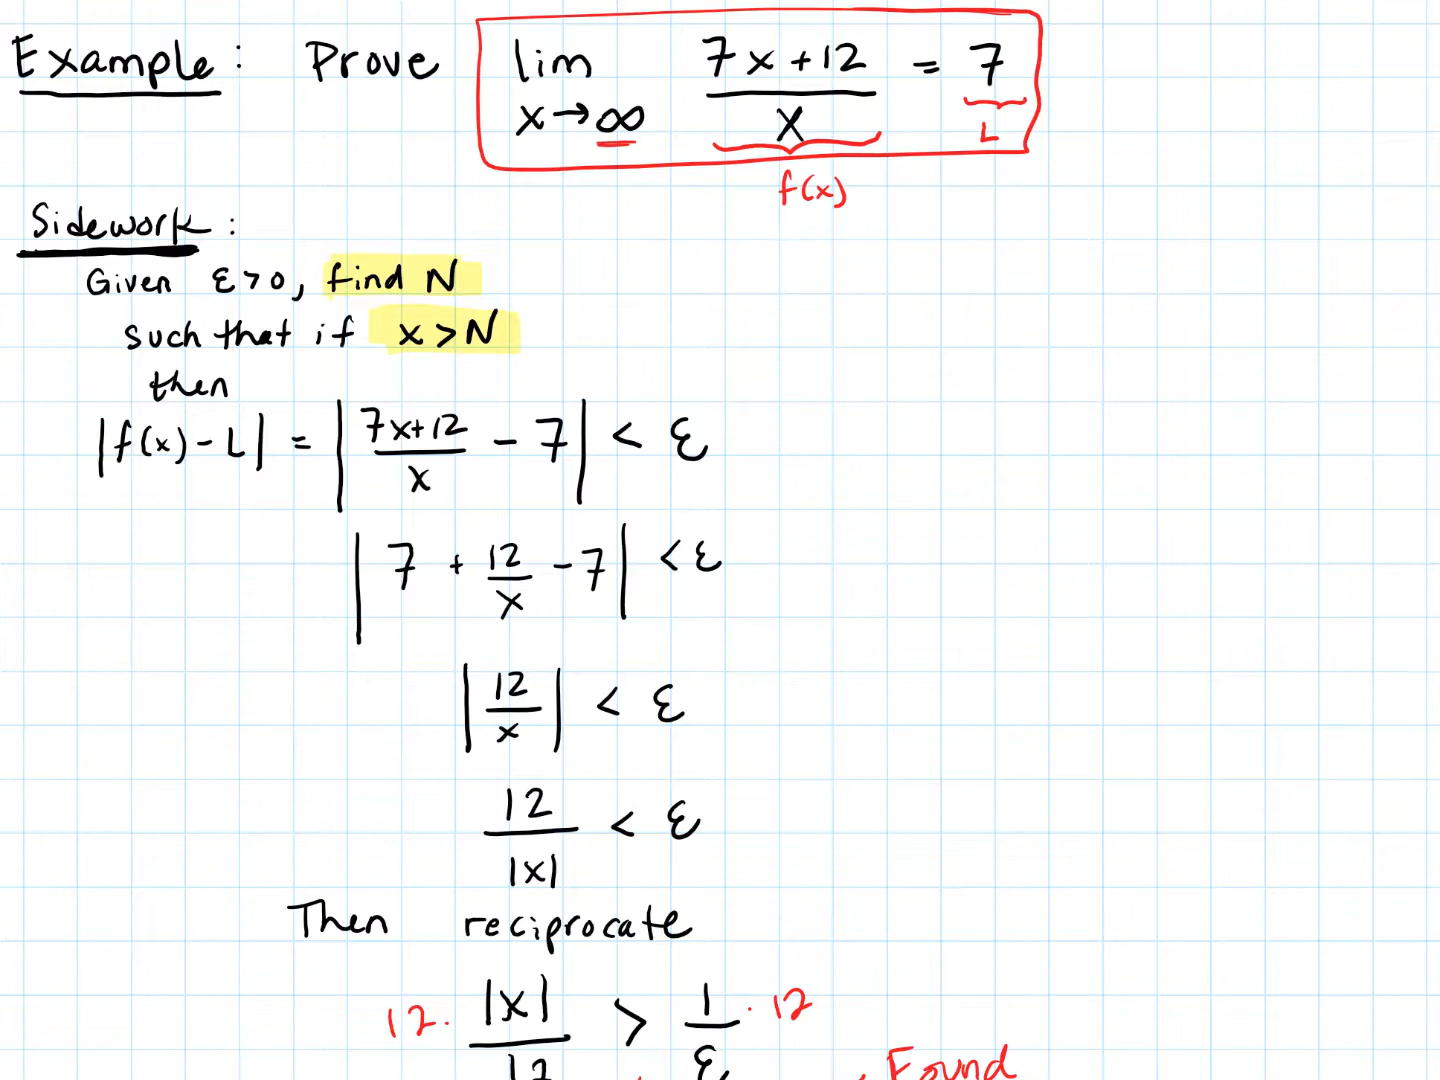 Example: Prove lim x→∞ (7x+12)/x = 7
L
f(x)
Sidework:
Given ε>0, find N
such that if x>N
then
|f(x)-L| = |(7x+12)/x - 7| < ε
|7 + 12/x - 7| < ε
|12/x| < ε
12/|x| < ε
Then reciprocate
12· |x|/12 > 1/ε · 12
Found